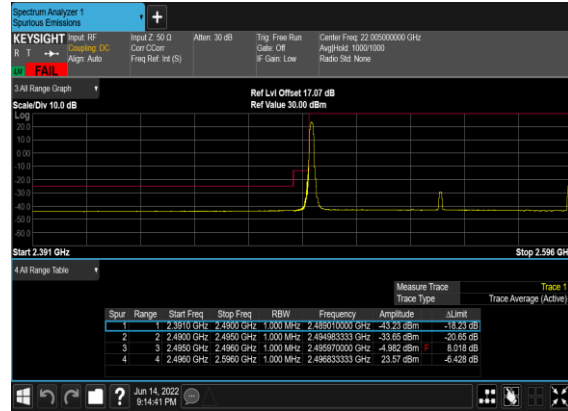 Spectrum Analyzer 1
Spurious Emissions
+
KEYSIGHT Input: RF Input Z: 50 Ω Atten: 30 dB Trig: Free Run Center Freq: 22.005000000 GHz
R T Coupling: DC Corr CCorr Gate: Off Avg|Hold: 1000/1000
Align: Auto Freq Ref: Int (S) IF Gain: Low Radio Std: None
FAIL
3 All Range Graph
Ref Lvl Offset 17.07 dB
Scale/Div 10.0 dB Ref Value 30.00 dBm
Log
20.0
10.0
0.00
-10.0
-20.0
-30.0
-40.0
-50.0
-60.0
Start 2.391 GHz Stop 2.596 GH
4 All Range Table
Measure Trace Trace 1
Trace Type Trace Average (Active)
Spur Range Start Freq Stop Freq RBW Frequency Amplitude ΔLimit
1 1 2.3910 GHz 2.4900 GHz 1.000 MHz 2.489010000 GHz -43.23 dBm -18.23 dB
2 2 2.4900 GHz 2.4950 GHz 1.000 MHz 2.494983333 GHz -33.65 dBm -20.65 dB
3 3 2.4950 GHz 2.4960 GHz 1.000 MHz 2.495970000 GHz -4.982 dBm F 8.018 dB
4 4 2.4960 GHz 2.5960 GHz 1.000 MHz 2.496833333 GHz 23.57 dBm -6.428 dB
? Jun 14, 2022
9:14:41 PM